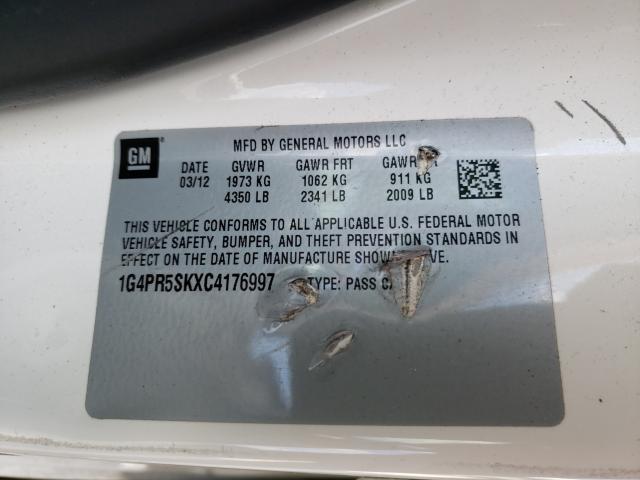 GM
MFD BY GENERAL MOTORS LLC
DATE GVWR GAWR FRT GAWR
03/12 1973 KG 1062 KG 911 KG
4350 LB 2341 LB 2009 LB
THIS VEHICLE CONFORMS TO ALL APPLICABLE U.S. FEDERAL MOTOR
VEHICLE SAFETY, BUMPER, AND THEFT PREVENTION STANDARDS IN
EFFECT ON THE DATE OF MANUFACTURE SHOWN
1G4PR5SKXC4176997 TYPE: PASS